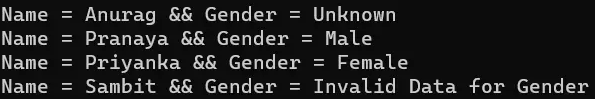 Name = Anurag && Gender = Unknown
Name = Pranaya && Gender = Male
Name = Priyanka && Gender = Female
Name = Sambit && Gender = Invalid Data for Gender